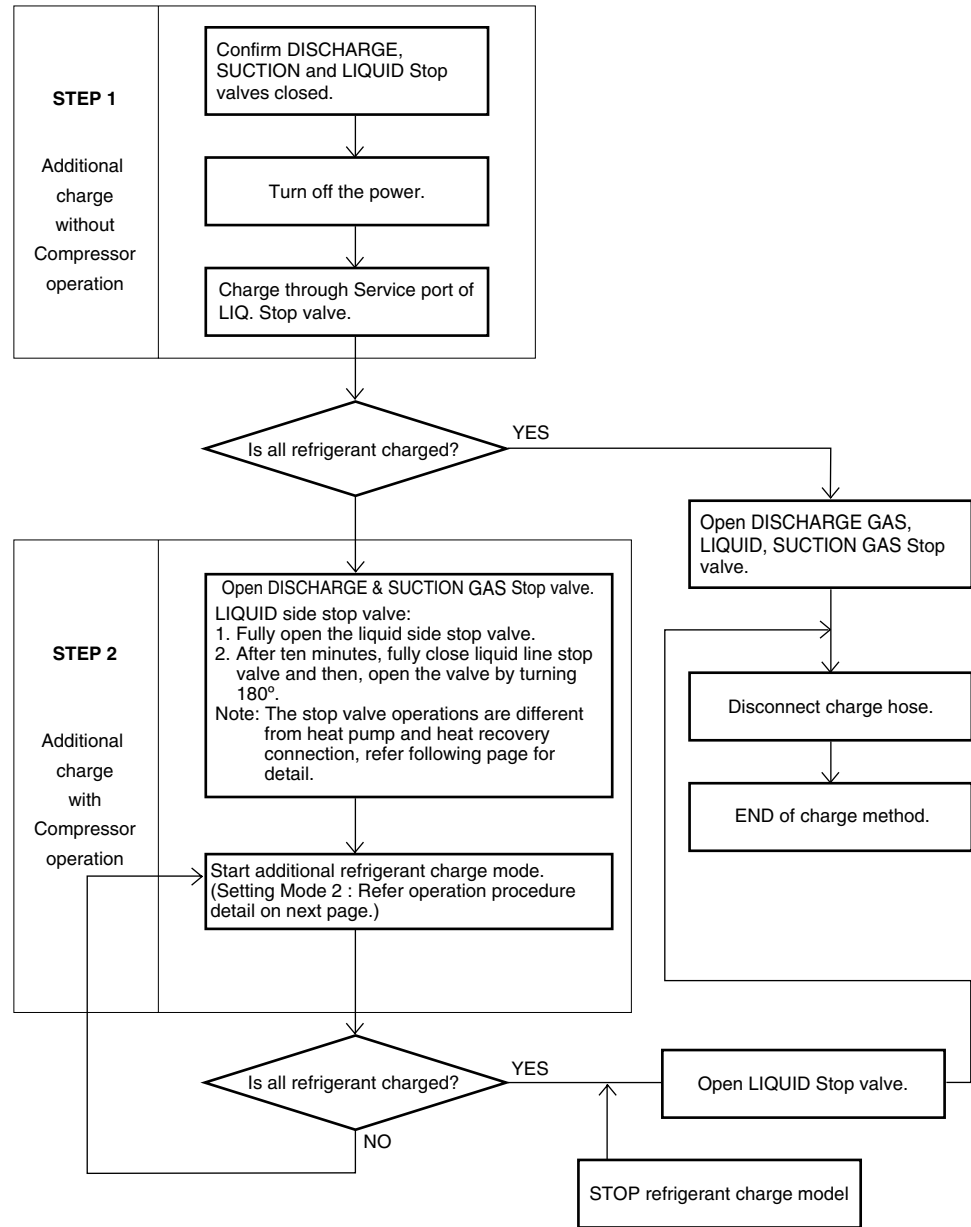 Confirm DISCHARGE,
SUCTION and LIQUID Stop
valves closed.
STEP 1
Additional
charge
without
Compressor
operation
Turn off the power.
Charge through Service port of
LIQ. Stop valve.
Is all refrigerant charged?
YES
Open DISCHARGE GAS,
LIQUID, SUCTION GAS Stop
valve.
Open DISCHARGE & SUCTION GAS Stop valve.
LIQUID side stop valve:
1. Fully open the liquid side stop valve.
2. After ten minutes, fully close liquid line stop
valve and then, open the valve by turning
180º.
Note: The stop valve operations are different
from heat pump and heat recovery
connection, refer following page for
detail.
STEP 2
Additional
charge
with
Compressor
operation
Disconnect charge hose.
END of charge method.
Start additional refrigerant charge mode.
(Setting Mode 2 : Refer operation procedure
detail on next page.)
Is all refrigerant charged?
YES
NO
Open LIQUID Stop valve.
STOP refrigerant charge model